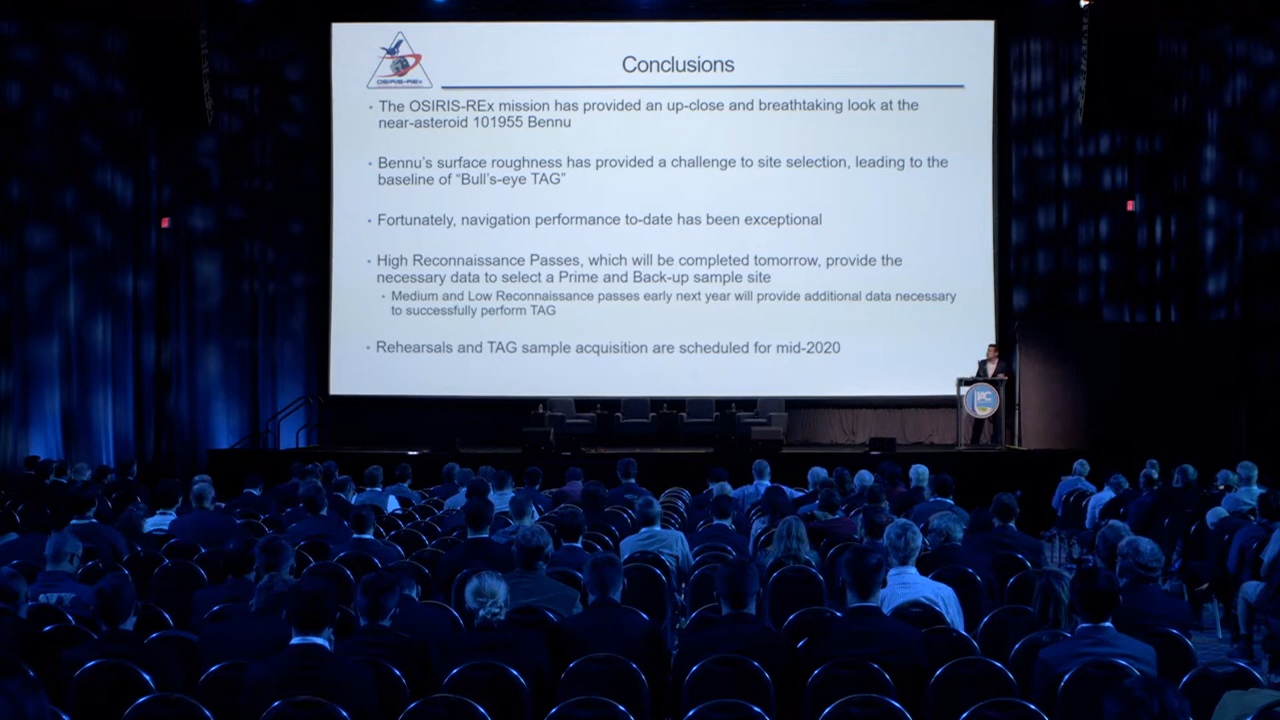 OSIRIS-REx
Conclusions
The OSIRIS-REx mission has provided an up-close and breathtaking look at the
near-asteroid 101955 Bennu
Bennu's surface roughness has provided a challenge to site selection, leading to the
baseline of “Bull's-eye TAG”
Fortunately, navigation performance to-date has been exceptional
High Reconnaissance Passes, which will be completed tomorrow, provide the
necessary data to select a Prime and Back-up sample site
Medium and Low Reconnaissance passes early next year will provide additional data necessary
to successfully perform TAG
Rehearsals and TAG sample acquisition are scheduled for mid-2020
IAC